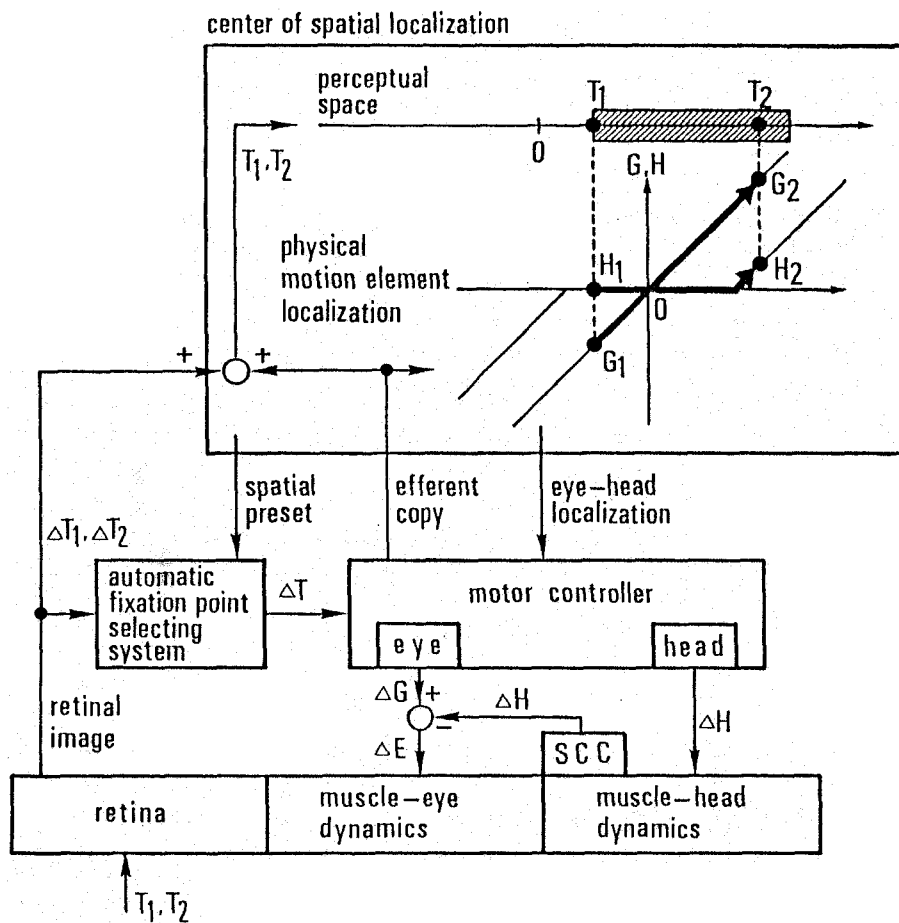 center of spatial localization
perceptual
space
T1
T2
0
T1, T2
G,H
G2
physical
motion element
localization
H1
H2
0
G1
+
+
spatial
preset
efferent
copy
eye–head
localization
△T1, △T2
automatic
fixation point
selecting
system
△T
motor controller
eye
head
△G
+
△H
−
△H
retinal
image
△E
SCC
retina
muscle–eye
dynamics
muscle–head
dynamics
T1, T2